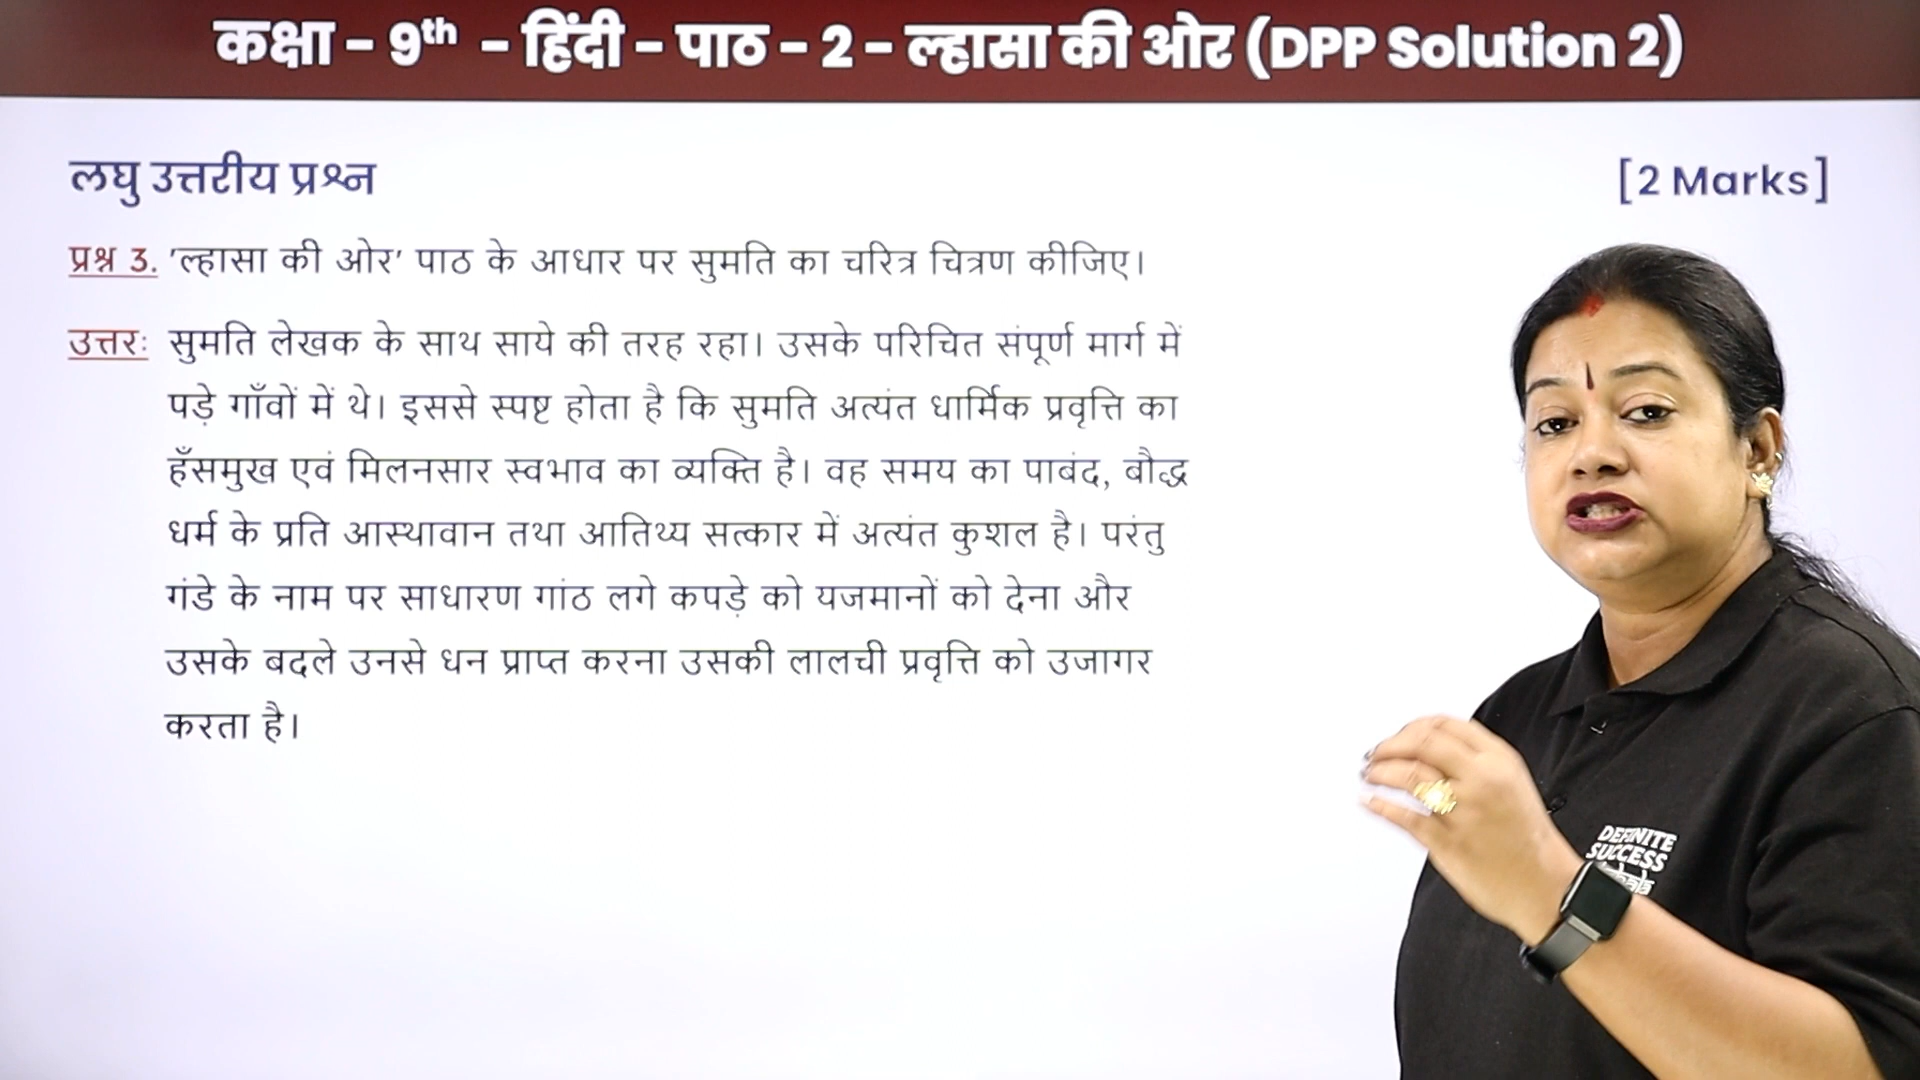 कक्षा – 9th – हिंदी – पाठ – 2 – ल्हासा की ओर (DPP Solution 2)
लघु उत्तरीय प्रश्न [2 Marks]
प्रश्न 3. 'ल्हासा की ओर' पाठ के आधार पर सुमति का चरित्र चित्रण कीजिए।
उत्तरः सुमति लेखक के साथ साये की तरह रहा। उसके परिचित संपूर्ण मार्ग में
पड़े गाँवों में थे। इससे स्पष्ट होता है कि सुमति अत्यंत धार्मिक प्रवृत्ति का
हँसमुख एवं मिलनसार स्वभाव का व्यक्ति है। वह समय का पाबंद, बौद्ध
धर्म के प्रति आस्थावान तथा आतिथ्य सत्कार में अत्यंत कुशल है। परंतु
गंडे के नाम पर साधारण गांठ लगे कपड़े को यजमानों को देना और
उसके बदले उनसे धन प्राप्त करना उसकी लालची प्रवृत्ति को उजागर
करता है।
DEFINITE
SUCCESS